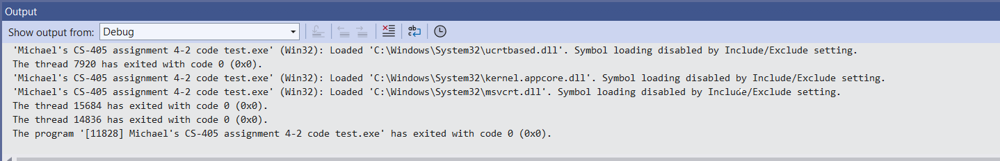 Output
Show output from: Debug
'Michael's CS-405 assignment 4-2 code test.exe' (Win32): Loaded 'C:\Windows\System32\ucrtbased.dll'. Symbol loading disabled by Include/Exclude setting.
The thread 7920 has exited with code 0 (0x0).
'Michael's CS-405 assignment 4-2 code test.exe' (Win32): Loaded 'C:\Windows\System32\kernel.appcore.dll'. Symbol loading disabled by Include/Exclude setting.
'Michael's CS-405 assignment 4-2 code test.exe' (Win32): Loaded 'C:\Windows\System32\msvcrt.dll'. Symbol loading disabled by Include/Exclude setting.
The thread 15684 has exited with code 0 (0x0).
The thread 14836 has exited with code 0 (0x0).
The program '[11828] Michael's CS-405 assignment 4-2 code test.exe' has exited with code 0 (0x0).